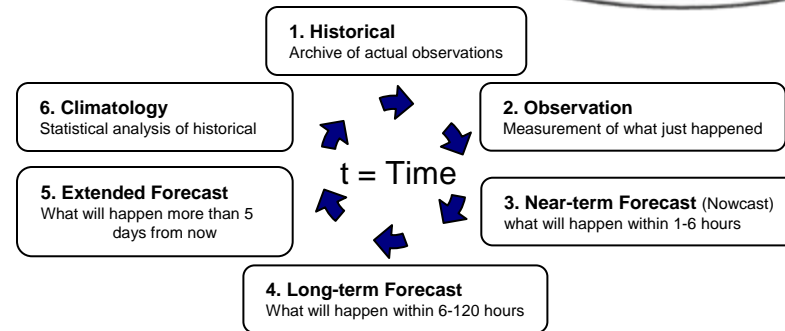 1. Historical
Archive of actual observations
2. Observation
Measurement of what just happened
3. Near-term Forecast (Nowcast)
what will happen within 1-6 hours
4. Long-term Forecast
What will happen within 6-120 hours
5. Extended Forecast
What will happen more than 5
days from now
6. Climatology
Statistical analysis of historical
t = Time